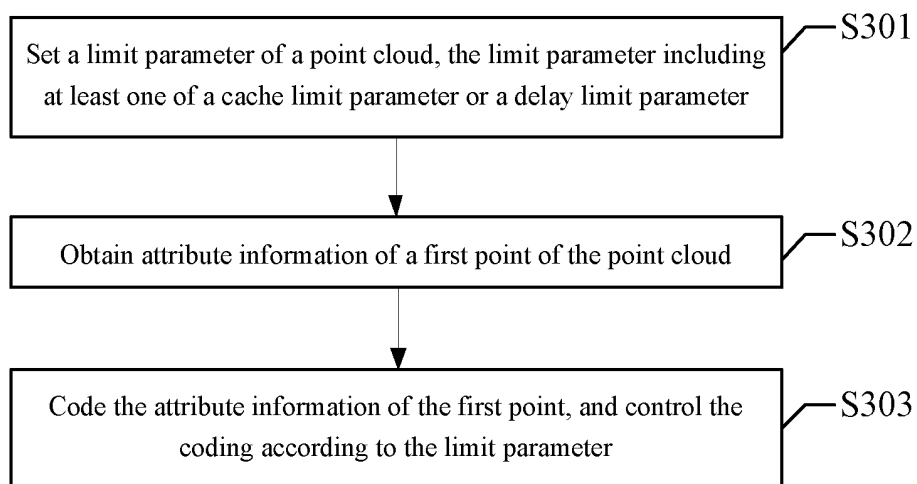 S301
Set a limit parameter of a point cloud, the limit parameter including
at least one of a cache limit parameter or a delay limit parameter
S302
Obtain attribute information of a first point of the point cloud
S303
Code the attribute information of the first point, and control the
coding according to the limit parameter